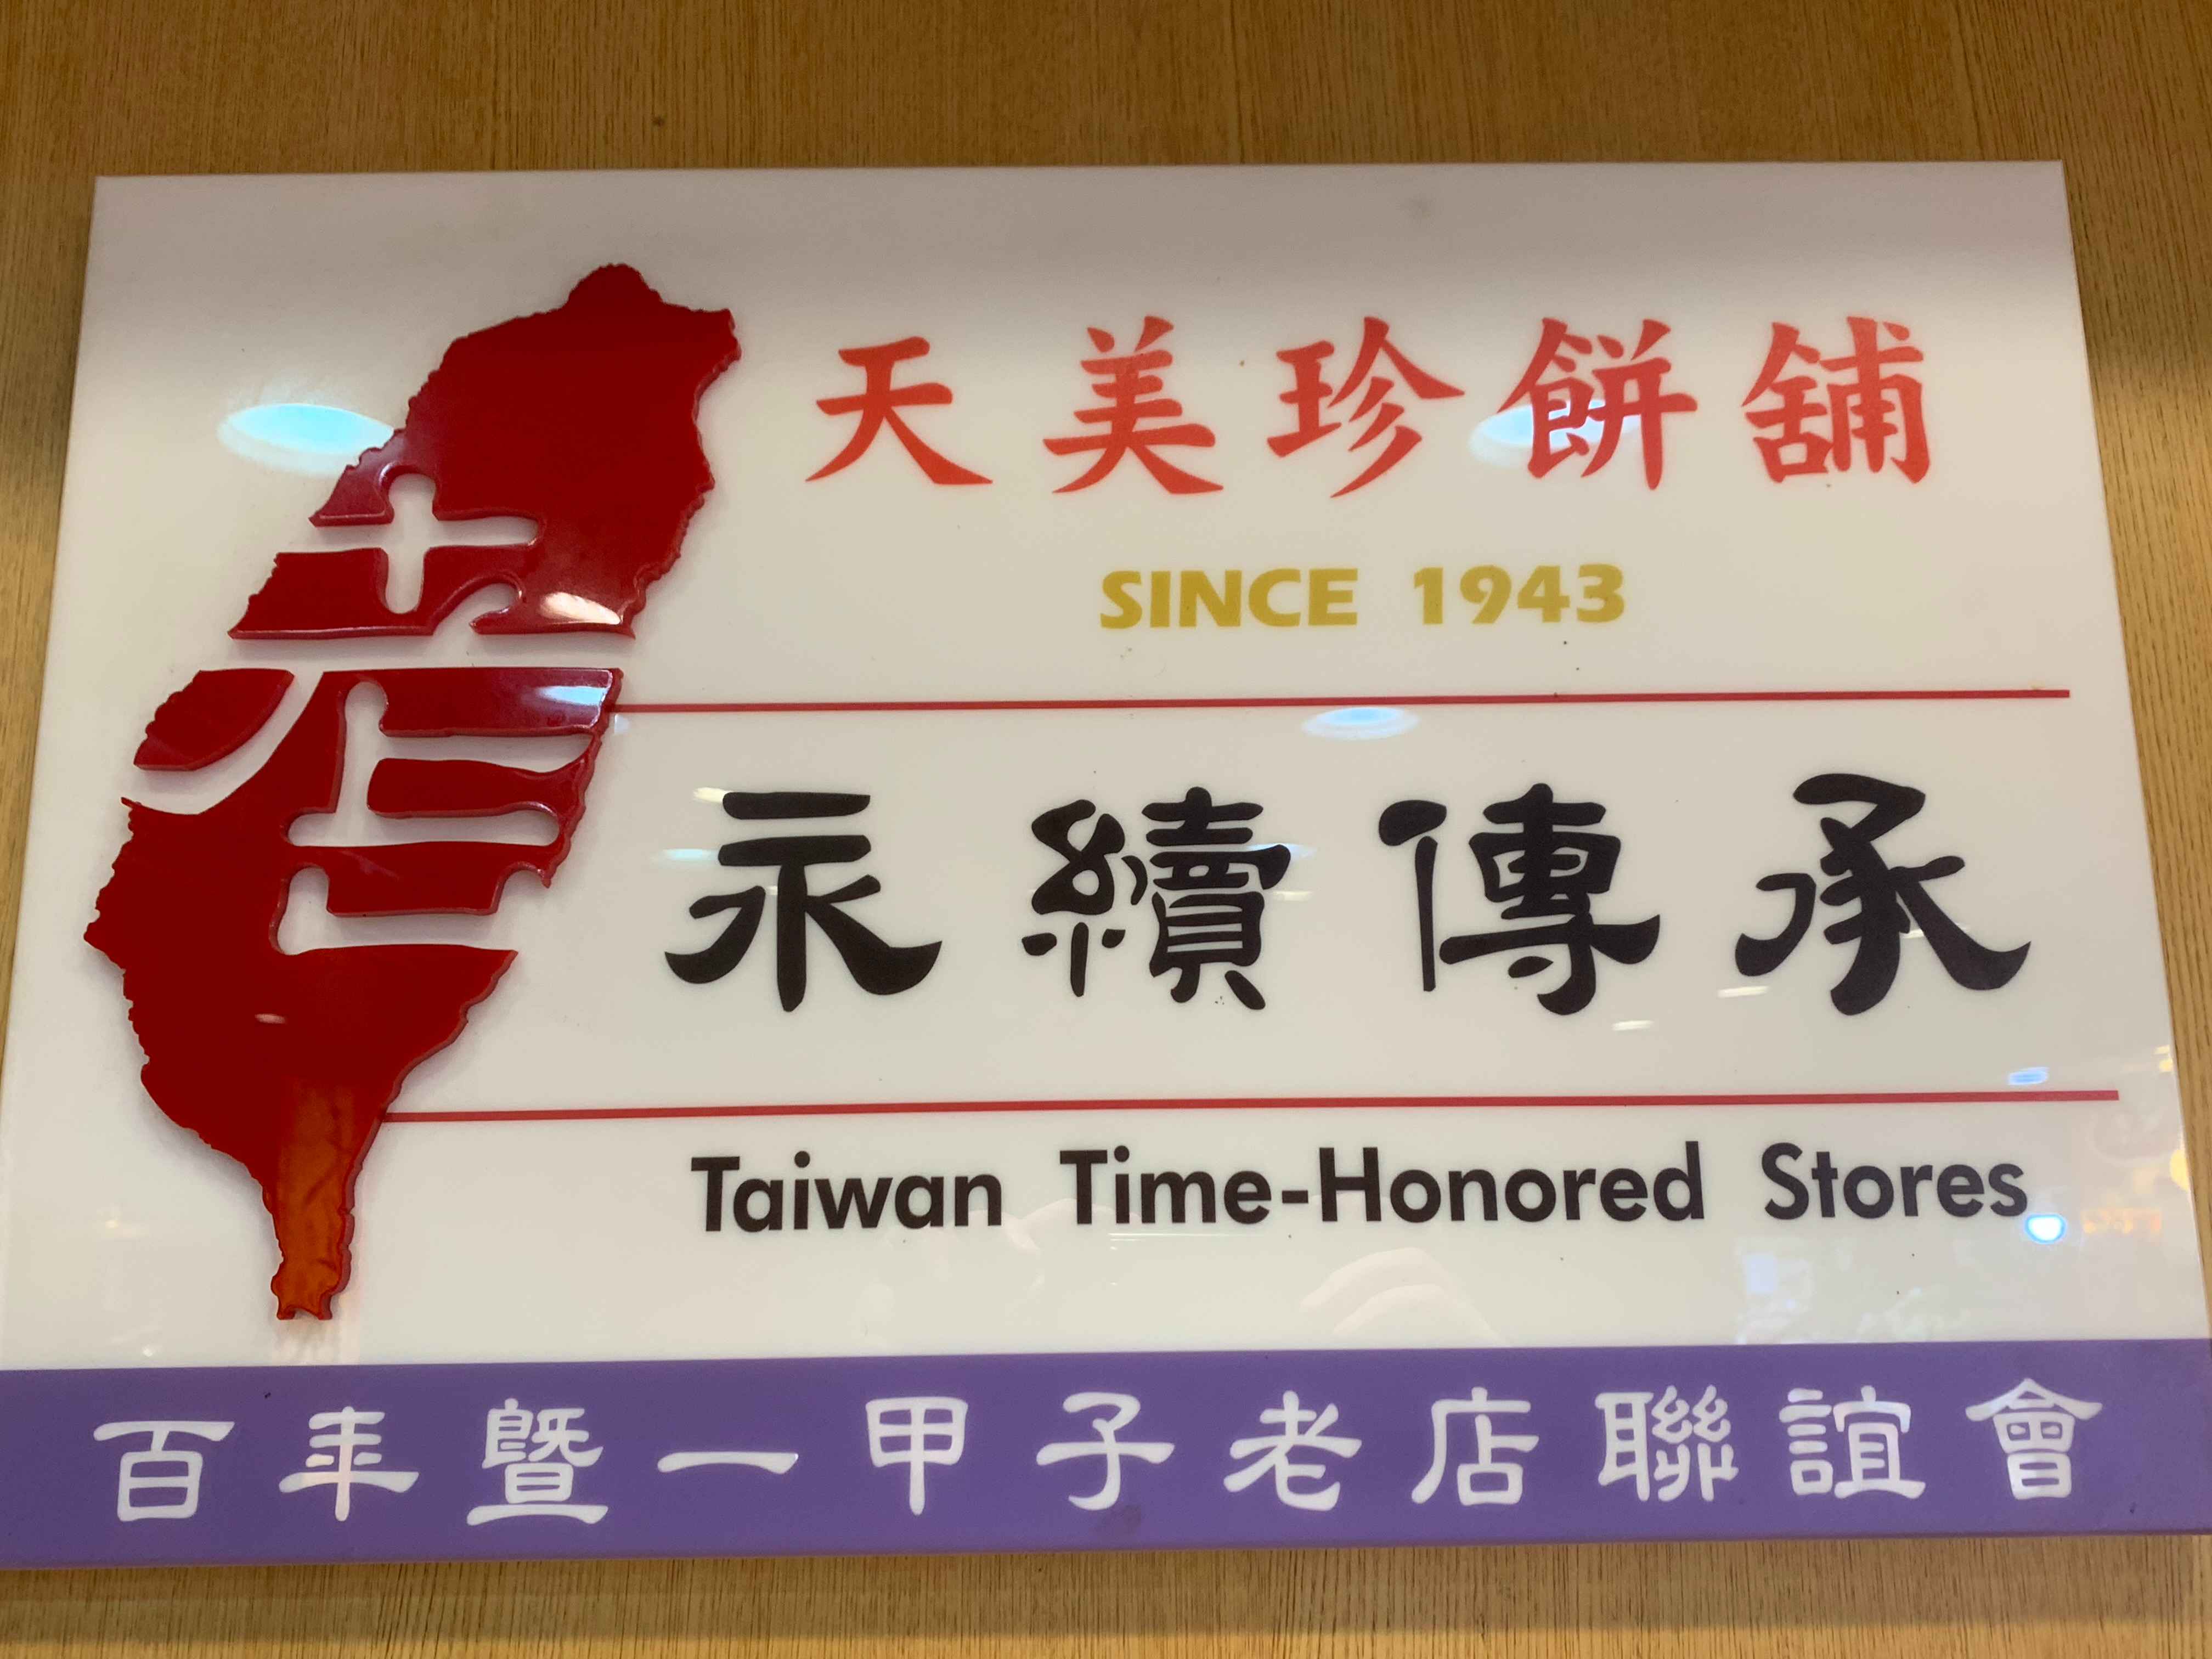 天美珍餅舖
SINCE 1943
老店
永續傳承
Taiwan Time-Honored Stores
百年暨一甲子老店聯誼會